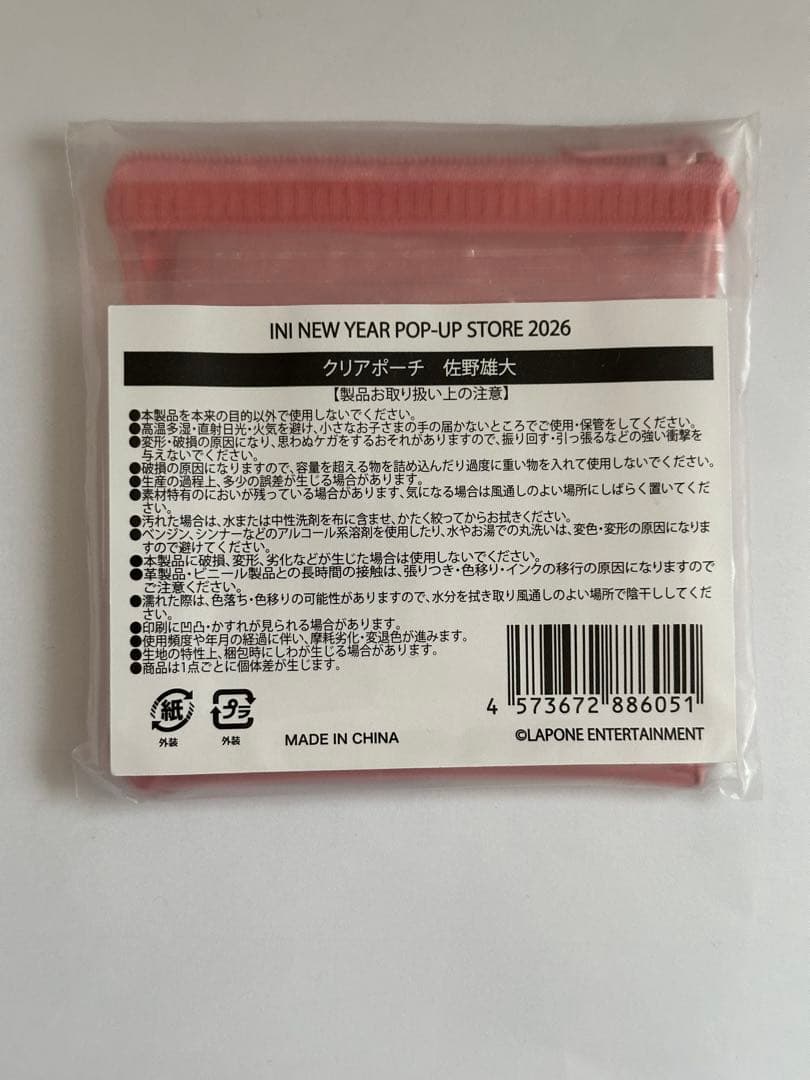 INI NEW YEAR POP-UP STORE 2026
クリアポーチ　佐野雄大
【製品お取り扱い上の注意】
●本製品を本来の目的以外で使用しないでください。
●高温多湿・直射日光・火気を避け、小さなお子さまの手の届かないところでご使用・保管をしてください。
●変形・破損の原因になり、思わぬケガをするおそれがありますので、振り回す・引っ張るなどの強い衝撃を
与えないでください。
●破損の原因になりますので、容量を超える物を詰め込んだり過度に重い物を入れて使用しないでください。
●生産の過程上、多少の誤差が生じる場合があります。
●素材特有のにおいが残っている場合があります、気になる場合は風通しのよい場所にしばらく置いてくだ
さい。
●汚れた場合は、水または中性洗剤を布に含ませ、かたく絞ってからお拭きください。
●ベンジン、シンナーなどのアルコール系溶剤を使用したり、水やお湯での丸洗いは、変色・変形の原因になりま
すので避けてください。
●本製品に破損、変形、劣化などが生じた場合は使用しないでください。
●革製品・ビニール製品との長時間の接触は、張りつき・色移り・インクの移行の原因になりますので
ご注意ください。
●濡れた際は、色落ち・色移りの可能性がありますので、水分を拭き取り風通しのよい場所で陰干ししてくだ
さい。
●印刷に凹凸・かすれが見られる場合があります。
●使用頻度や年月の経過に伴い、摩耗劣化・変退色が進みます。
●生地の特性上、梱包時にしわが生じる場合があります。
●商品は1点ごとに個体差が生じます。
4 573672 886051
紙 プラ
外装 外装
MADE IN CHINA
©LAPONE ENTERTAINMENT